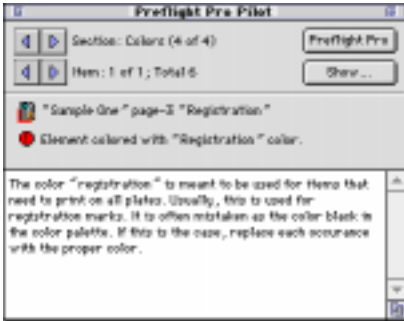 Preflight Pro Pilot
Section: Colors (4 of 4)
Preflight Pro
Item: 1 of 1; Total 6
Show...
"Sample One" page-3 "Registration"
Element colored with "Registration" color.
The color "registration" is meant to be used for items that
need to print on all plates. Usually, this is used for
registration marks. It is often mistaken as the color black in
the color palette. If this is the case, replace each occurance
with the proper color.